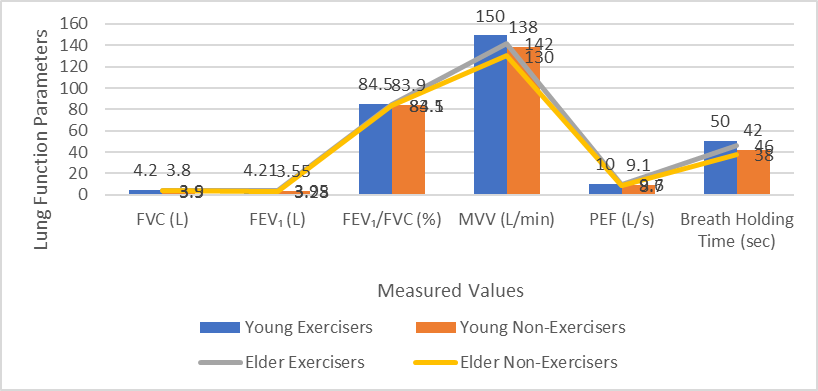 Lung Function Parameters
160
140
120
100
80
60
40
20
0
4.2 3.8
4.21 3.55
84.5 83.9
150 138
142
130
10 9.1
50 42
46
38
FVC (L)
FEV₁ (L)
FEV₁/FVC (%)
MVV (L/min)
PEF (L/s)
Breath Holding
Time (sec)
Measured Values
Young Exercisers
Young Non-Exercisers
Elder Exercisers
Elder Non-Exercisers